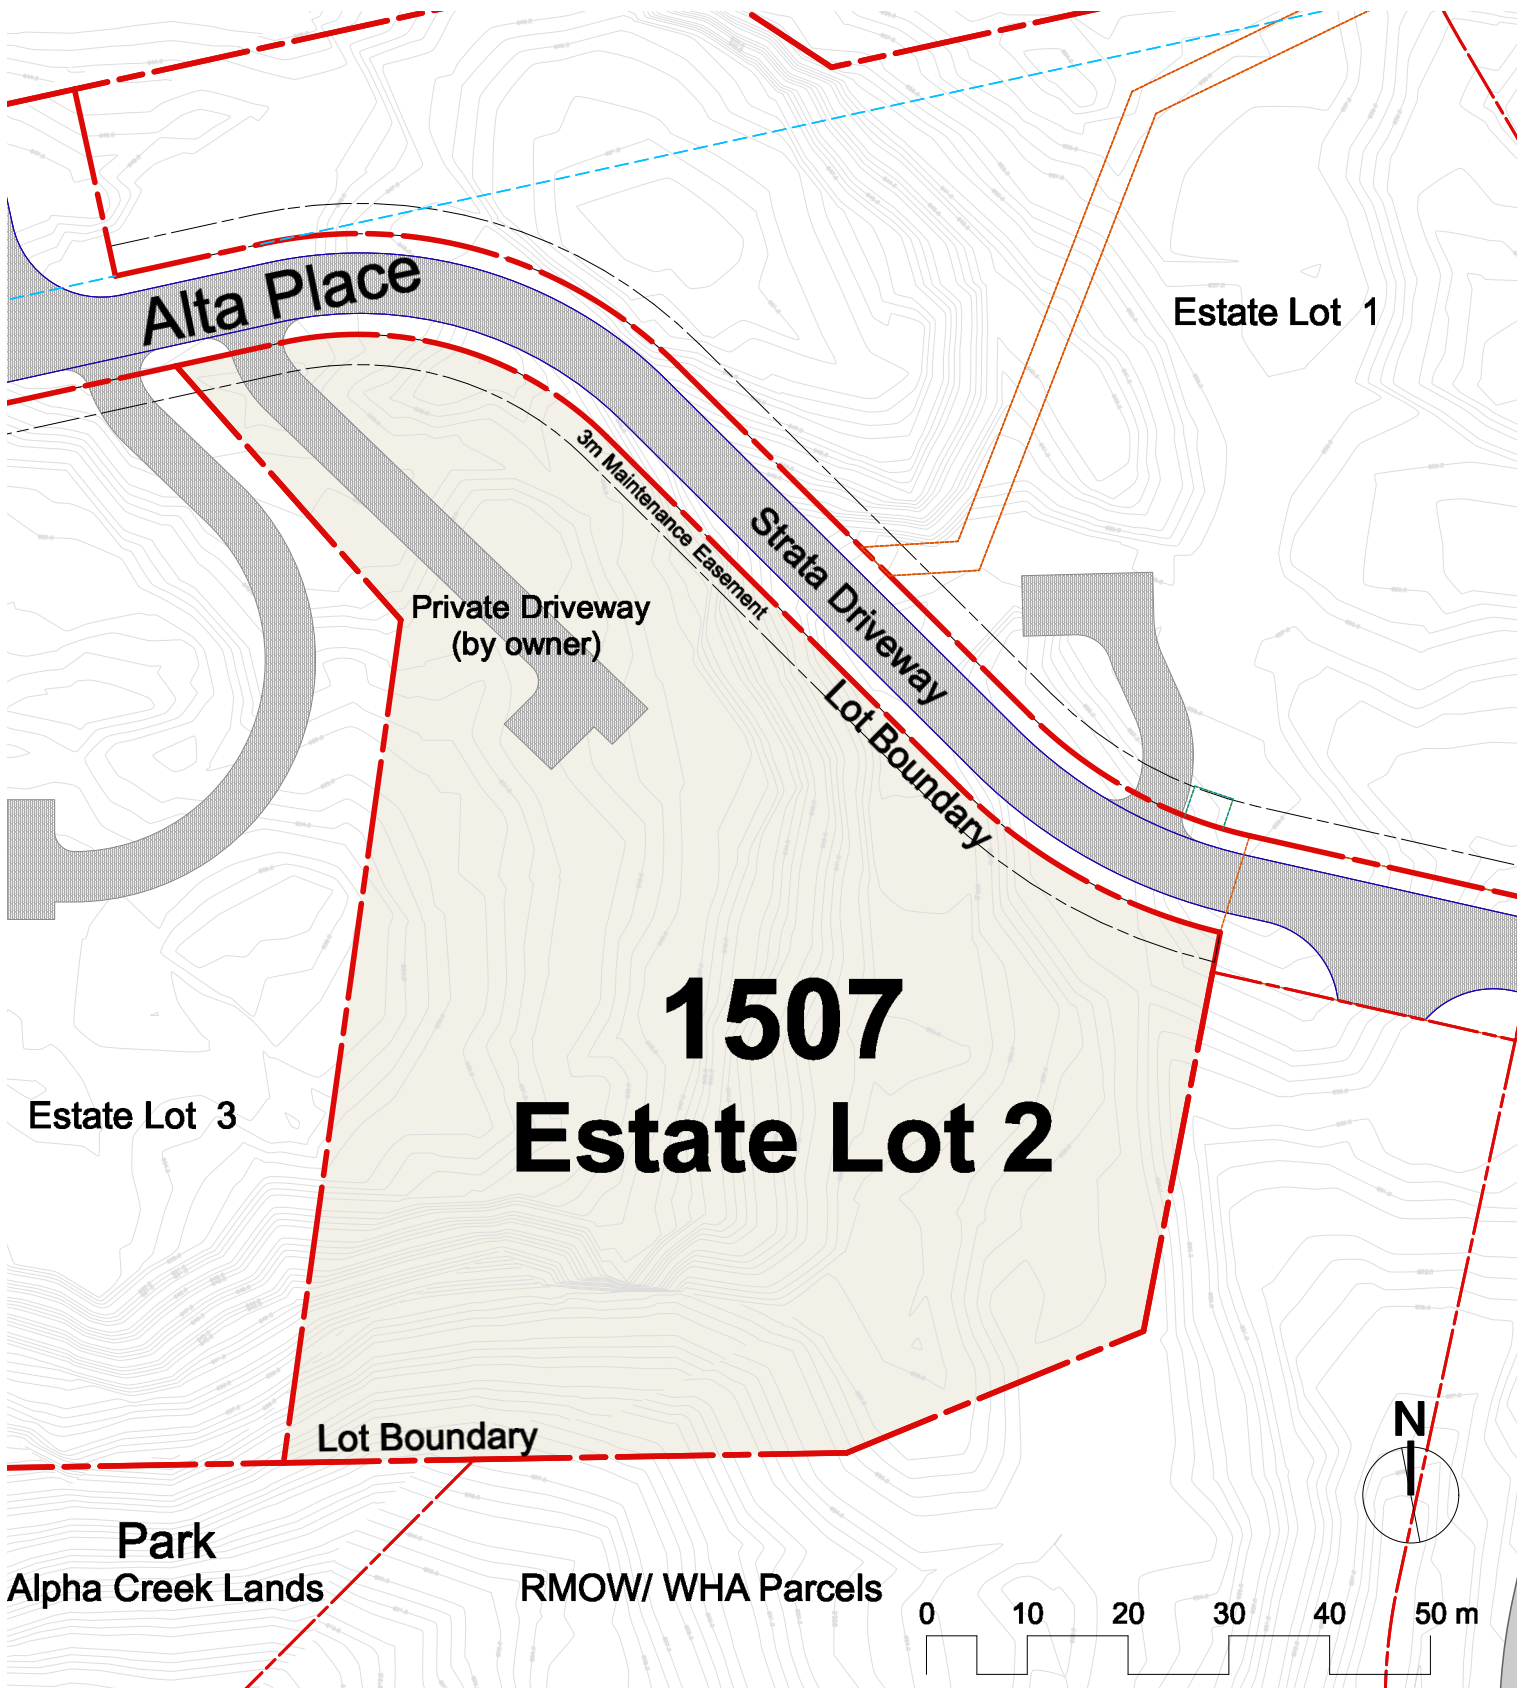 Alta Place
Estate Lot 1
3m Maintenance Easement
Strata Driveway
Private Driveway
(by owner)
Lot Boundary
1507
Estate Lot 2
Estate Lot 3
Lot Boundary
N
Park
Alpha Creek Lands
RMOW/ WHA Parcels
0 10 20 30 40 50 m